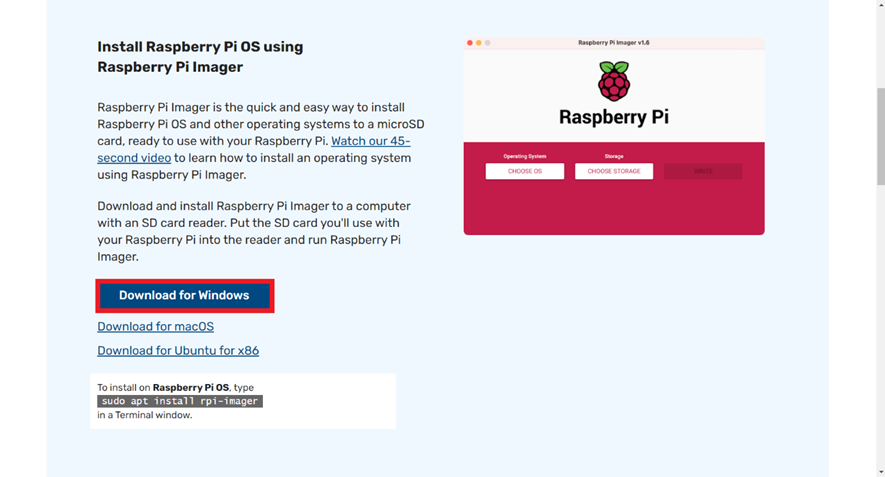 Install Raspberry Pi OS using
Raspberry Pi Imager
Raspberry Pi Imager is the quick and easy way to install
Raspberry Pi OS and other operating systems to a microSD
card, ready to use with your Raspberry Pi. Watch our 45-
second video to learn how to install an operating system
using Raspberry Pi Imager.
Download and install Raspberry Pi Imager to a computer
with an SD card reader. Put the SD card you'll use with
your Raspberry Pi into the reader and run Raspberry Pi
Imager.
Download for Windows
Download for macOS
Download for Ubuntu for x86
To install on Raspberry Pi OS, type
sudo apt install rpi-imager
in a Terminal window.
Raspberry Pi Imager v1.6
Raspberry Pi
Operating System Storage
CHOOSE OS CHOOSE STORAGE WRITE